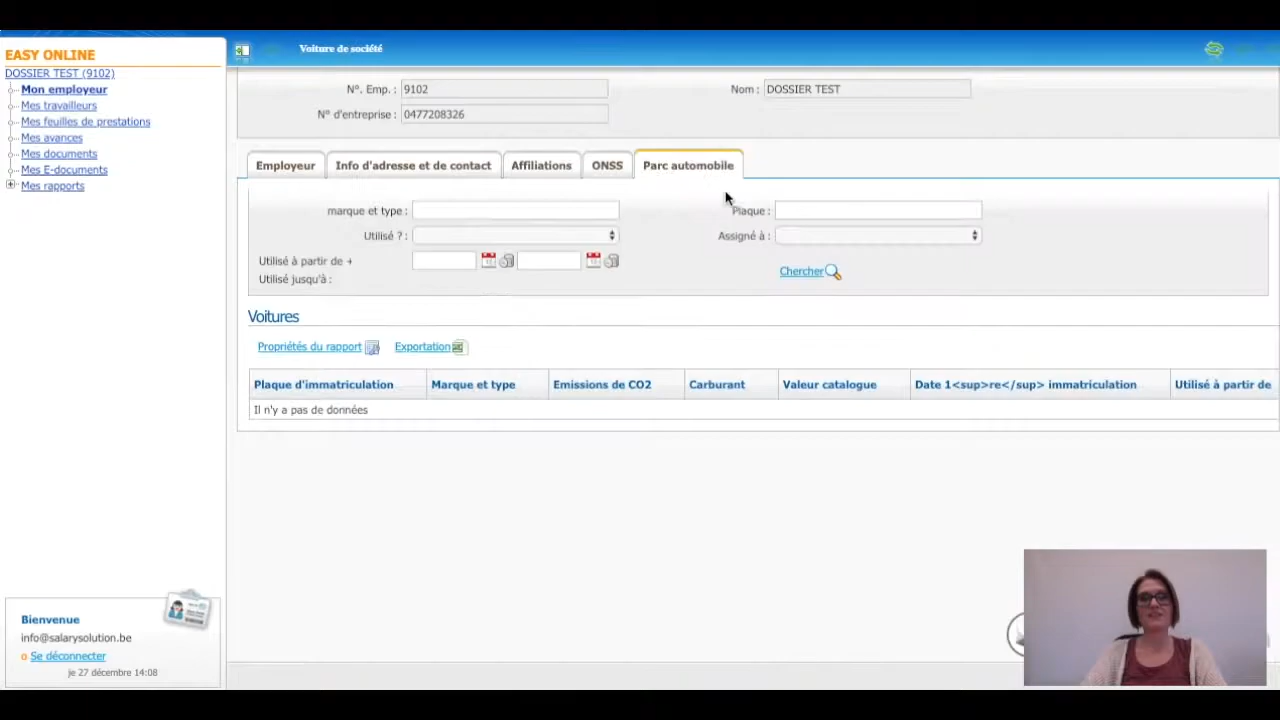 EASY ONLINE
DOSSIER TEST (9102)
Mon employeur
Mes travailleurs
Mes feuilles de prestations
Mes avances
Mes documents
Mes E-documents
Mes rapports
Voiture de société
N°. Emp. : 9102 Nom : DOSSIER TEST
N° d'entreprise : 0477208326
Employeur Info d'adresse et de contact Affiliations ONSS Parc automobile
marque et type : Plaque :
Utilisé ? : Assigné à :
Utilisé à partir de +
Utilisé jusqu'à :
Chercher
Voitures
Propriétés du rapport Exportation
Plaque d'immatriculation Marque et type Emissions de CO2 Carburant Valeur catalogue Date 1<sup>re</sup> immatriculation Utilisé à partir de
Il n'y a pas de données
Bienvenue
info@salarysolution.be
Se déconnecter
je 27 décembre 14:08